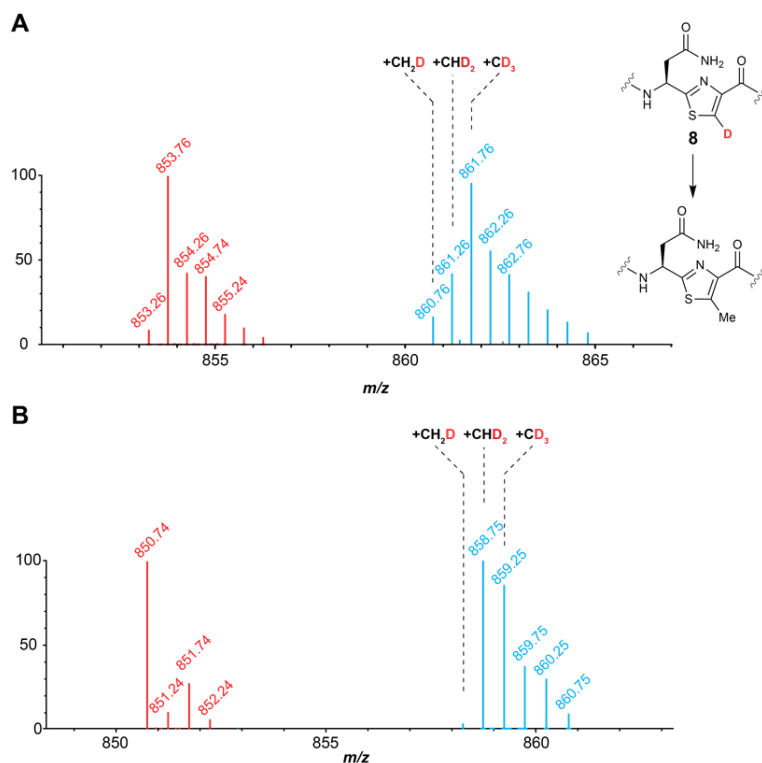 A
+CH2D +CHD2 +CD3
100
50
0
853.26
853.76
854.26
854.74
855.24
860.76
861.26
861.76
862.26
862.76
855
860
865
m/z
O
NH2
N
H
N
S
O
D
8
O
NH2
N
H
N
S
O
Me
B
+CH2D +CHD2 +CD3
100
50
0
850.74
851.24
851.74
852.24
858.75
859.25
859.75
860.25
860.75
850
855
860
m/z